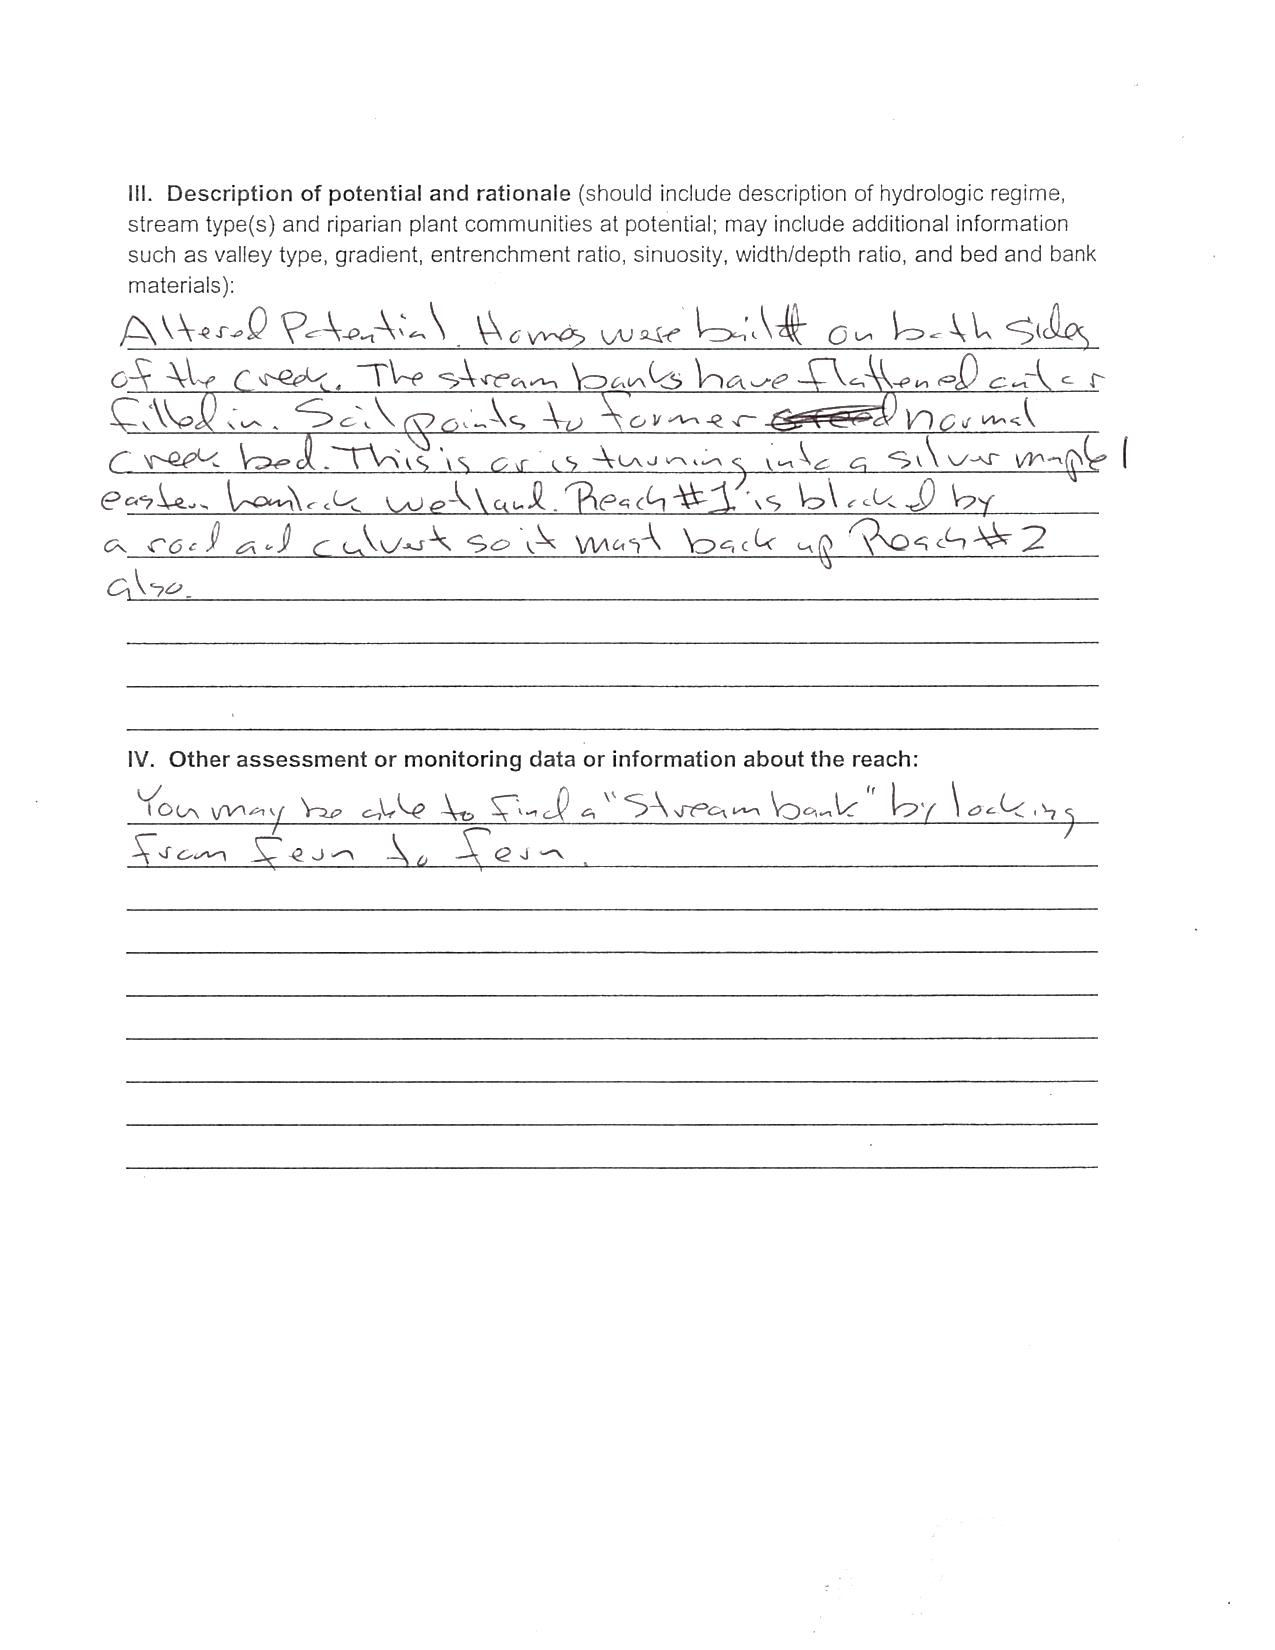 III. Description of potential and rationale (should include description of hydrologic regime,
stream type(s) and riparian plant communities at potential; may include additional information
such as valley type, gradient, entrenchment ratio, sinuosity, width/depth ratio, and bed and bank
materials):
Altered Potential. Homes were built on both sides
of the creek. The stream banks have flattened out or
filled in. Soil points to former normal
creek bed. This is or is turning into a silver maple /
eastern hemlock wetland. Reach #1 is blocked by
a road and culvert so it must back up Reach #2
also.
IV. Other assessment or monitoring data or information about the reach:
You may be able to find a "Stream bank" by looking
from fern to fern.